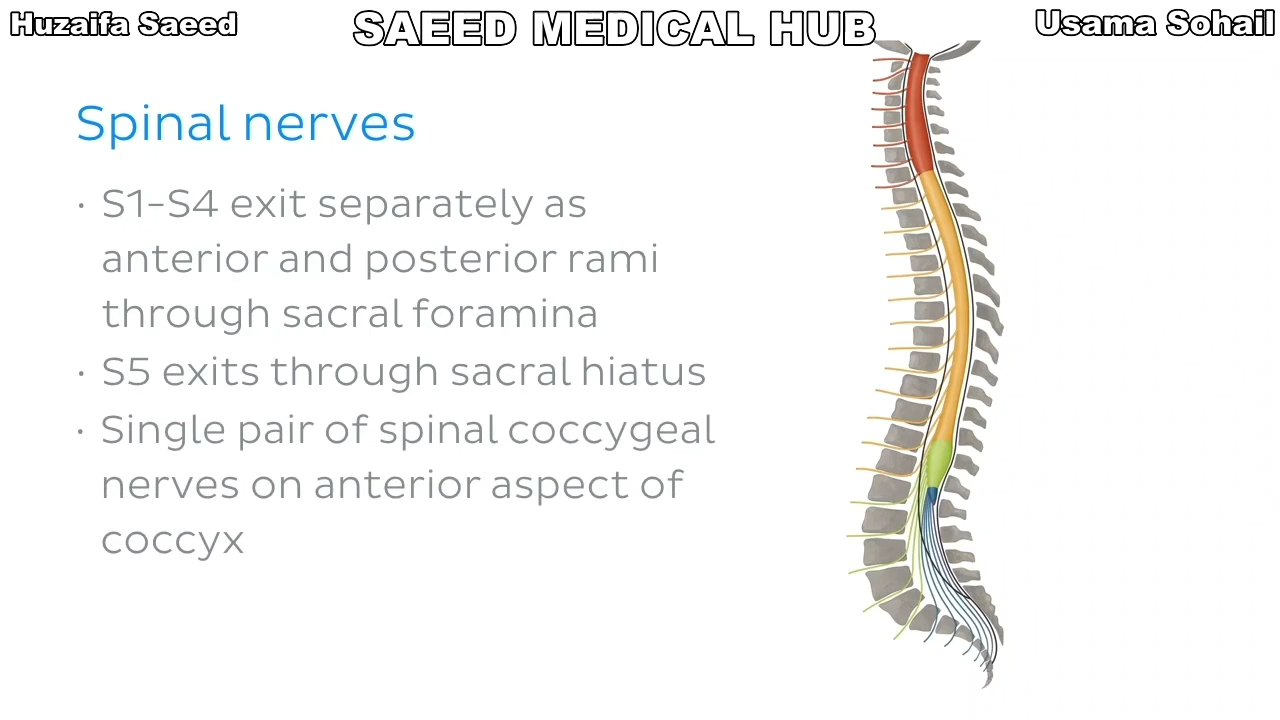 Huzaifa Saeed
SAEED MEDICAL HUB
Usama Sohail
Spinal nerves
• S1-S4 exit separately as
anterior and posterior rami
through sacral foramina
• S5 exits through sacral hiatus
• Single pair of spinal coccygeal
nerves on anterior aspect of
coccyx